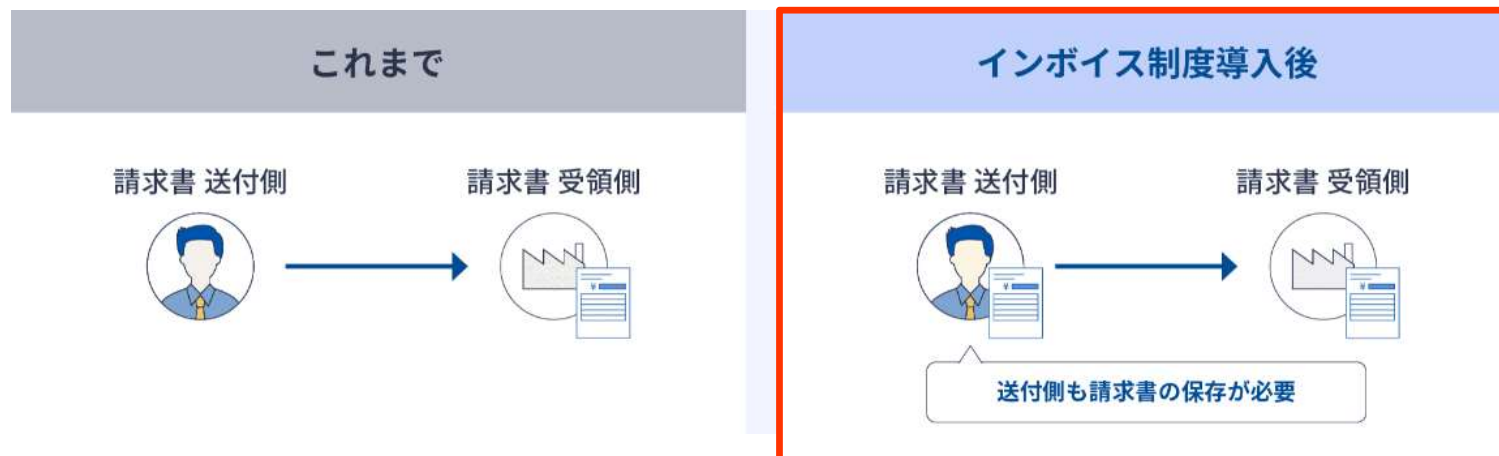 これまで
請求書 送付側
請求書 受領側
¥
インボイス制度導入後
請求書 送付側
請求書 受領側
¥
¥
送付側も請求書の保存が必要